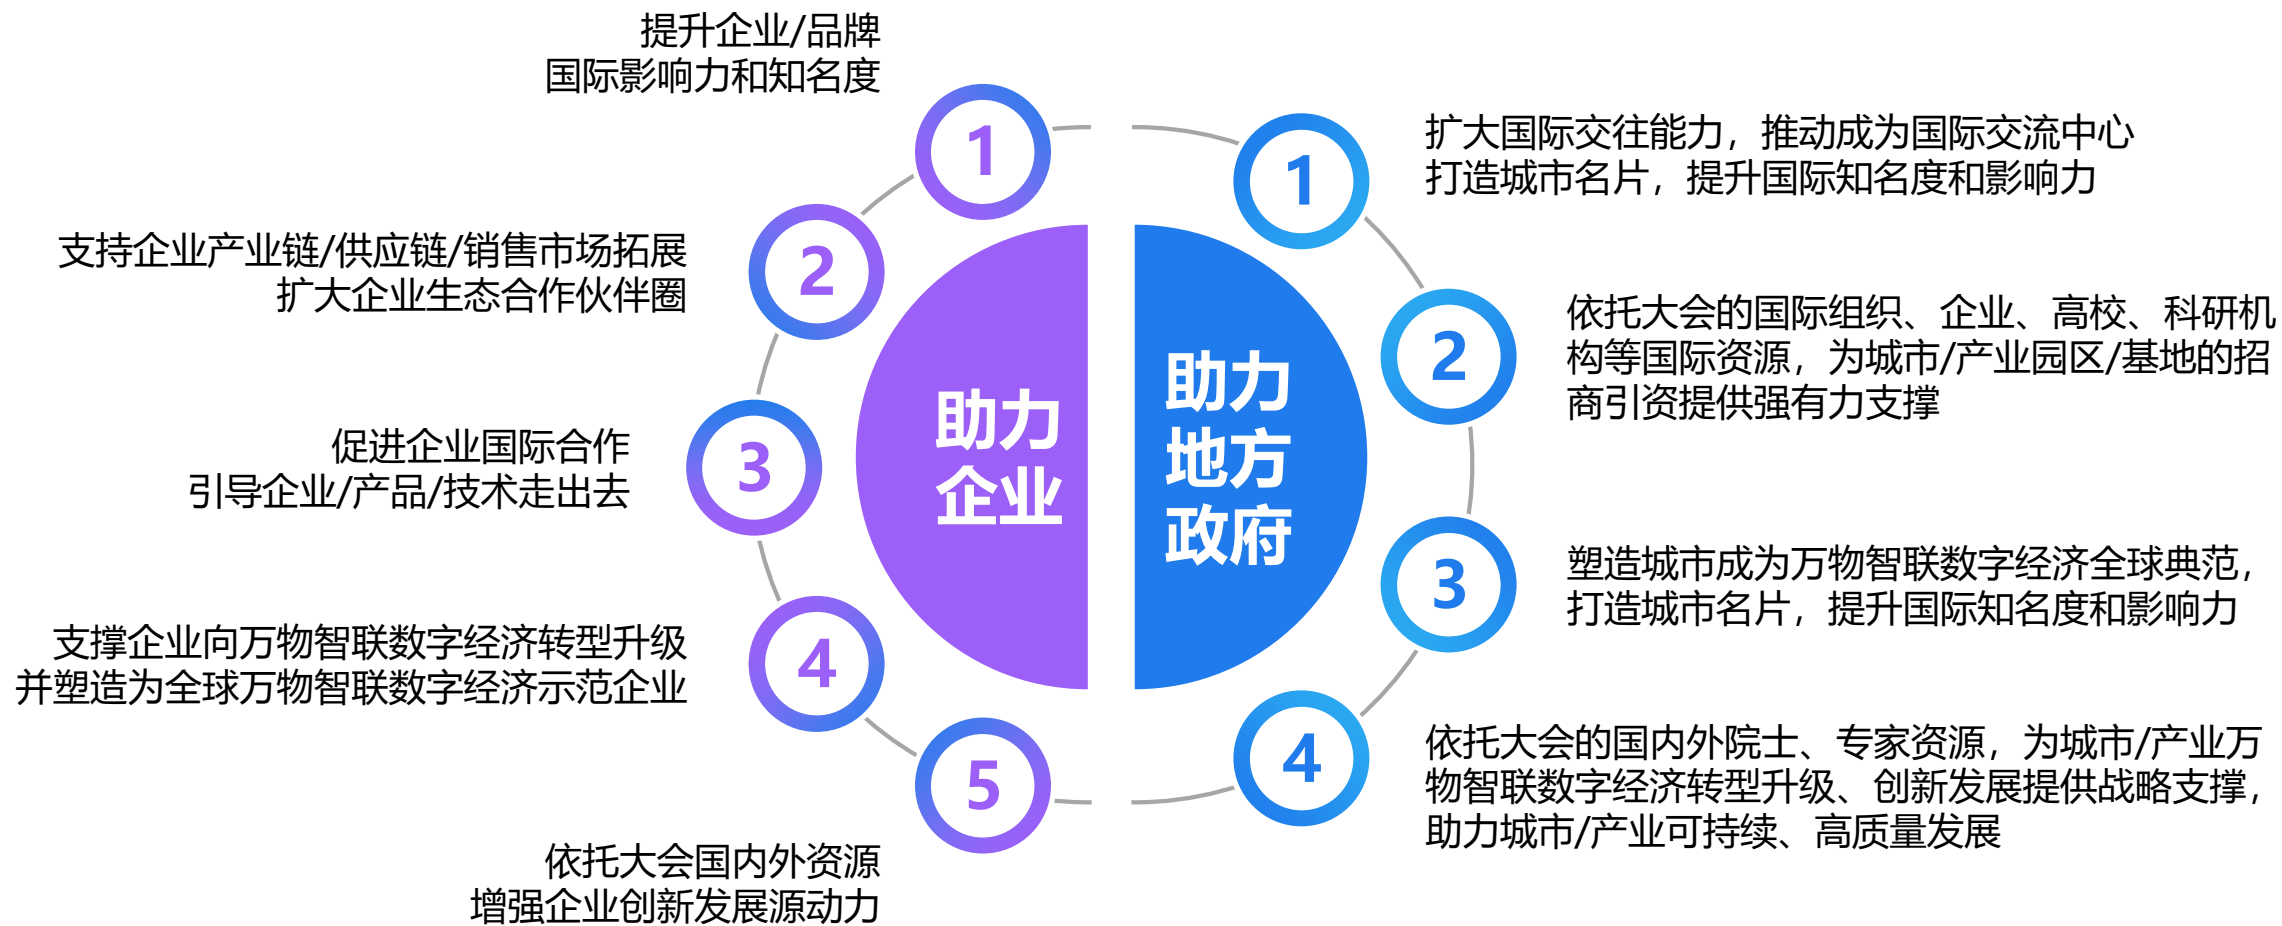 提升企业/品牌
国际影响力和知名度
1
2
支持企业产业链/供应链/销售市场拓展
扩大企业生态合作伙伴圈
3
促进企业国际合作
引导企业/产品/技术走出去
4
支撑企业向万物智联数字经济转型升级
并塑造为全球万物智联数字经济示范企业
5
依托大会国内外资源
增强企业创新发展源动力
助力
企业
助力
地方
政府
1
扩大国际交往能力，推动成为国际交流中心
打造城市名片，提升国际知名度和影响力
2
依托大会的国际组织、企业、高校、科研机
构等国际资源，为城市/产业园区/基地的招
商引资提供强有力支撑
3
塑造城市成为万物智联数字经济全球典范，
打造城市名片，提升国际知名度和影响力
4
依托大会的国内外院士、专家资源，为城市/产业万
物智联数字经济转型升级、创新发展提供战略支撑，
助力城市/产业可持续、高质量发展